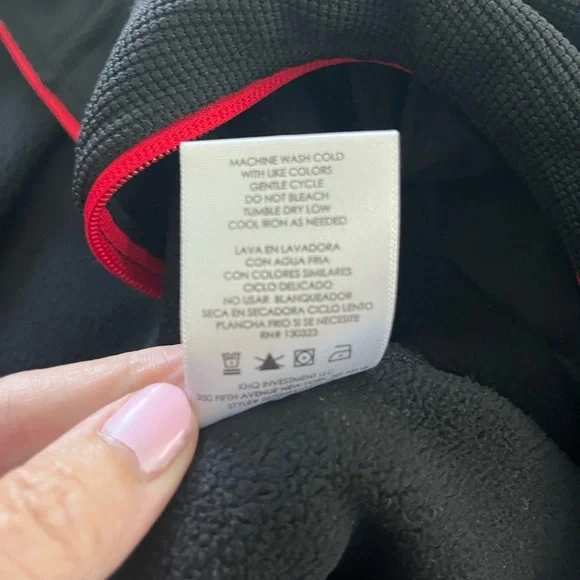 MACHINE WASH COLD
WITH LIKE COLORS
GENTLE CYCLE
DO NOT BLEACH
TUMBLE DRY LOW
COOL IRON AS NEEDED
LAVA EN LAVADORA
CON AGUA FRIA
CON COLORES SIMILARES
CICLO DELICADO
NO USAR BLANQUEADOR
SECA EN SECADORA CICLO LENTO
PLANCHA FRIO SI SE NECESITE
RN# 130323
KHQ INVESTMENT LLC
350 FIFTH AVENUE NEW YORK
STYLE#